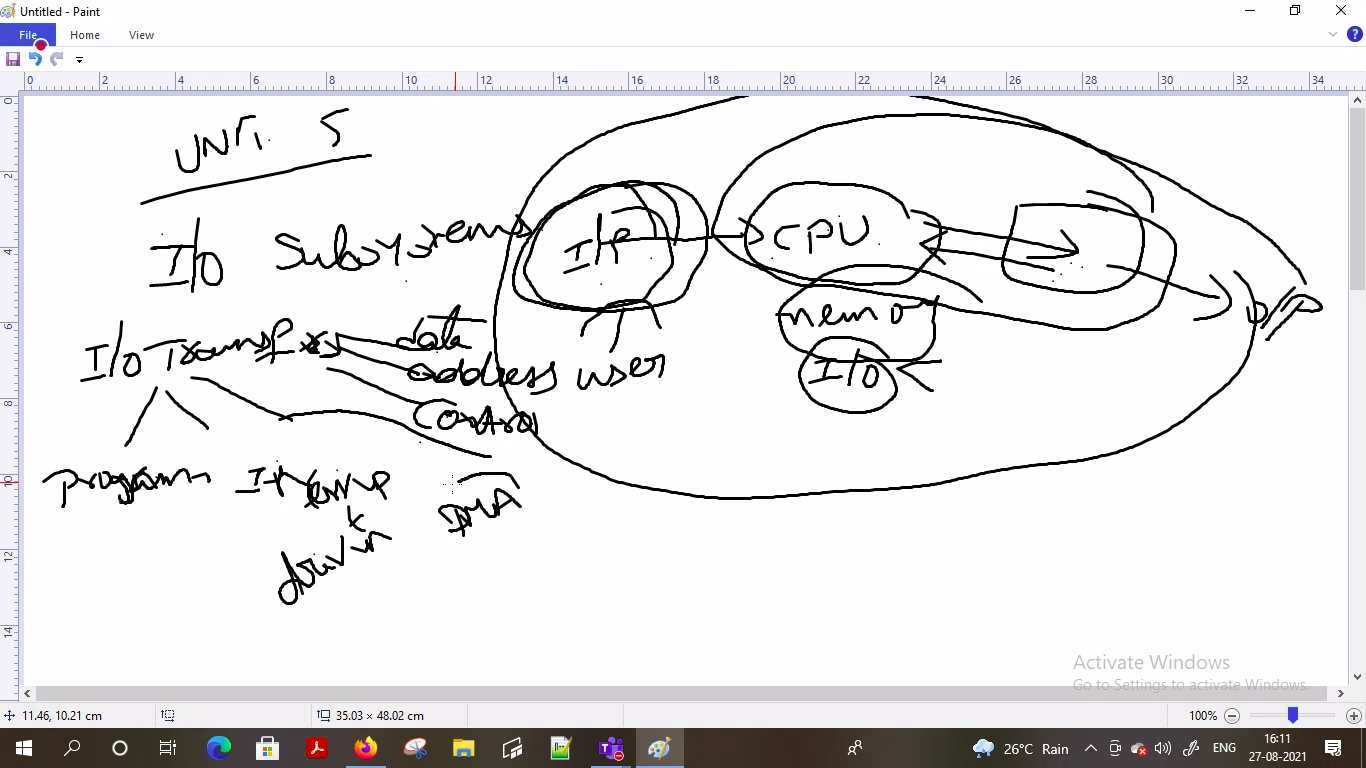 Untitled - Paint
File Home View
0 2 4 6 8 10 12 14 16 18 20 22 24 26 28 30 32 34
0
2
4
6
8
10
12
14
UNIT. 5
I/O Subsystems
I/P CPU O/P
memo
I/O
I/O Transfers data
address user
Control
program Interrupt DMA
driven
Activate Windows
Go to Settings to activate Windows.
11.46, 10.21 cm 35.03 × 48.02 cm 100%
26°C Rain ENG 16:11
27-08-2021